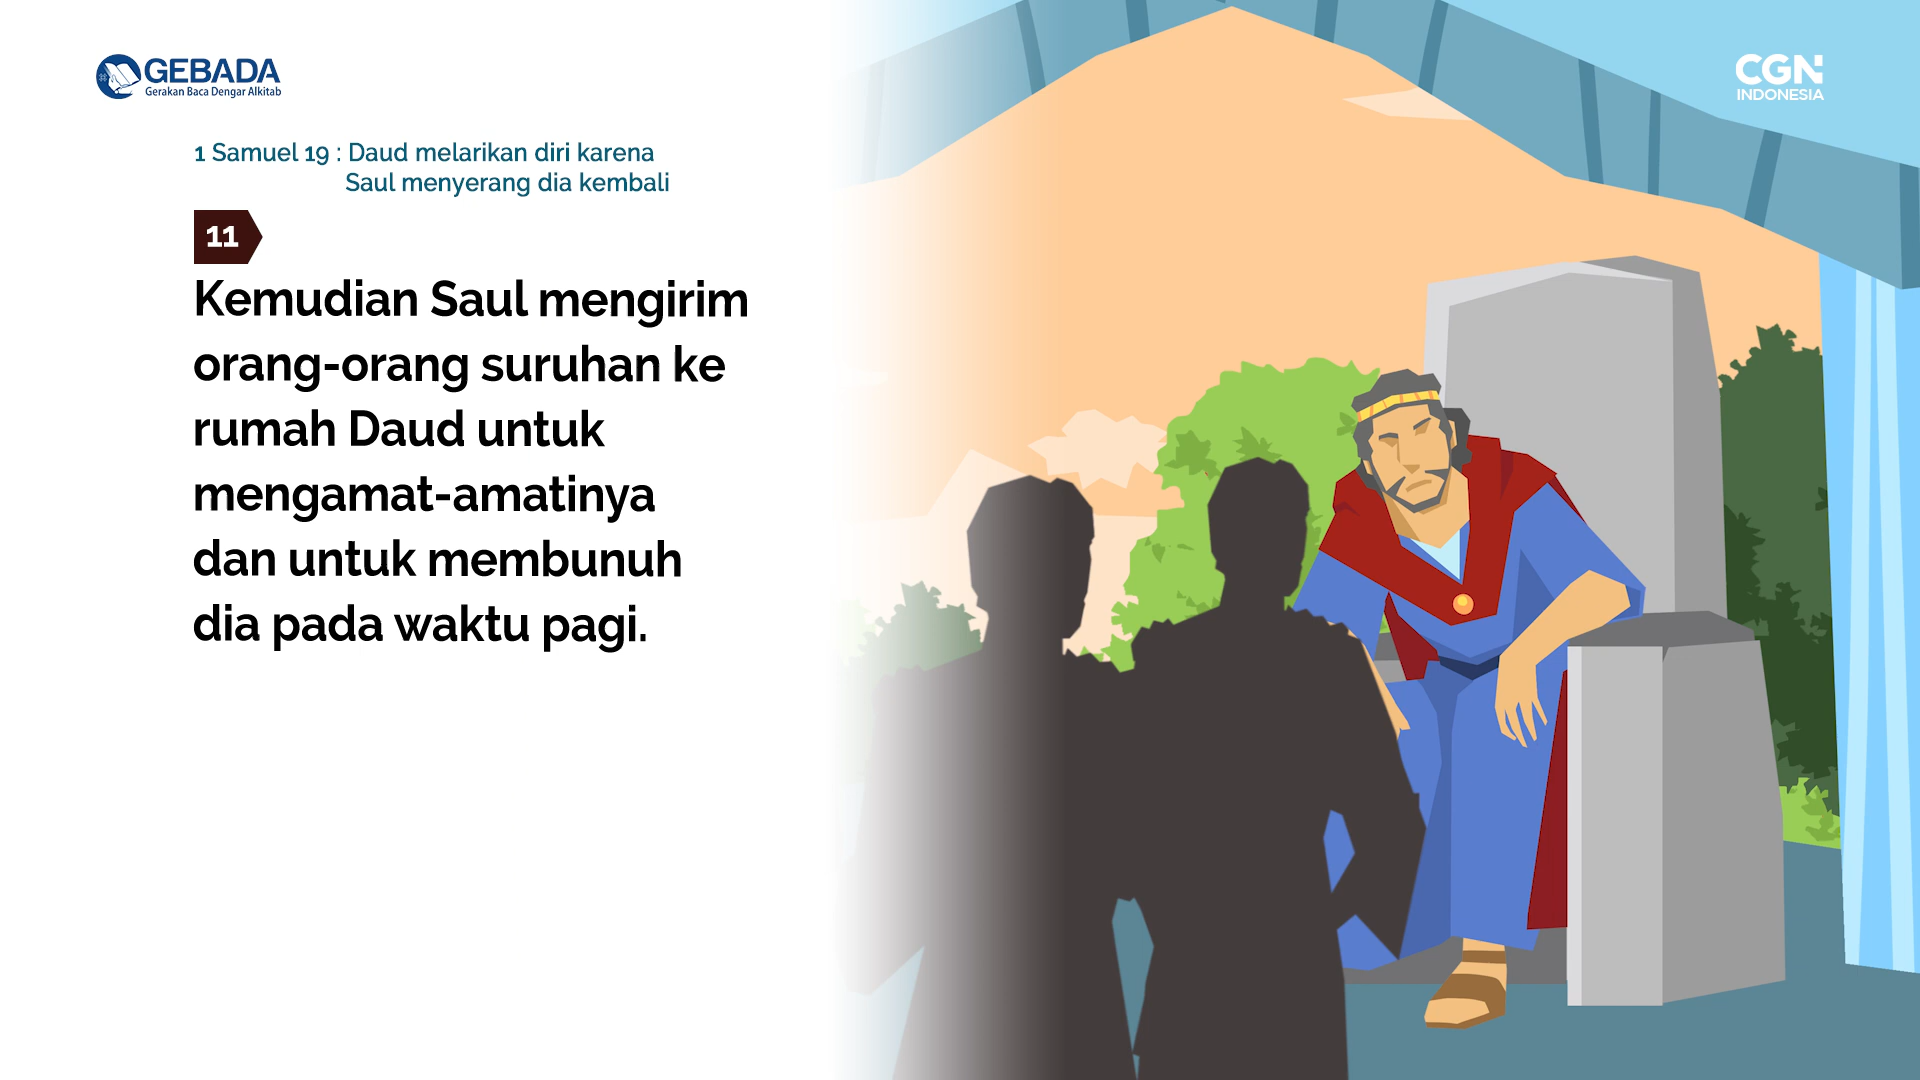 GEBADA
Gerakan Baca Dengar Alkitab
CGN
INDONESIA
1 Samuel 19 : Daud melarikan diri karena
Saul menyerang dia kembali
11
Kemudian Saul mengirim
orang-orang suruhan ke
rumah Daud untuk
mengamat-amatinya
dan untuk membunuh
dia pada waktu pagi.